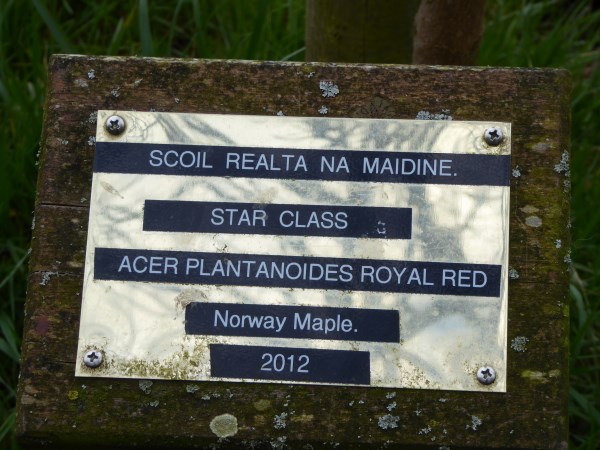 SCOIL REALTA NA MAIDINE.
STAR CLASS
ACER PLANTANOIDES ROYAL RED
Norway Maple.
2012